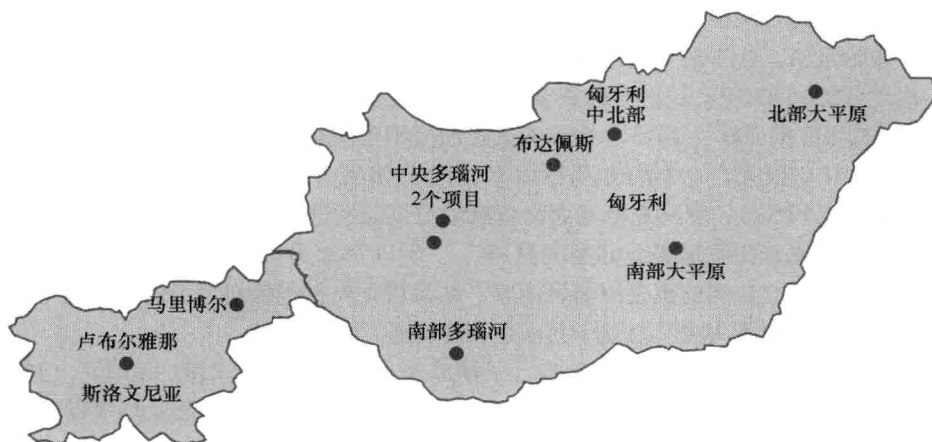 匈牙利
中北部
北部大平原
布达佩斯
中央多瑙河
2个项目
匈牙利
南部大平原
马里博尔
南部多瑙河
卢布尔雅那
斯洛文尼亚